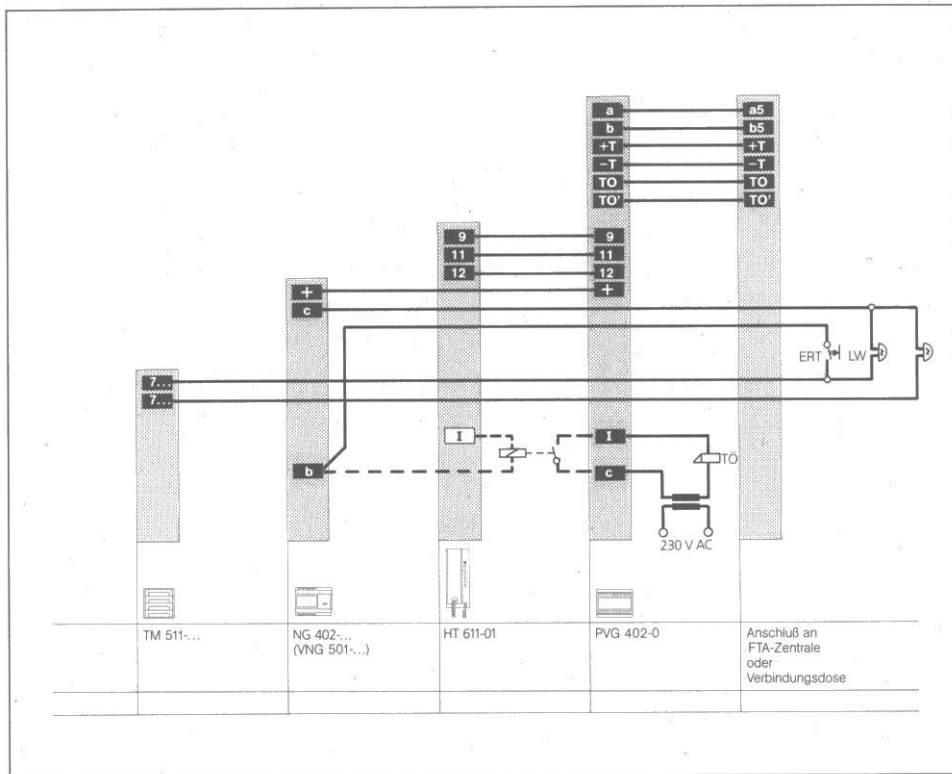 a a5
b b5
+T +T
−T −T
TO TO
TO' TO'
9 9
11 11
12 12
+ +
c
ERT LW
7...
7...
I I
TÖ
b c
230 V AC
TM 511-...
NG 402-...
(VNG 501-...)
HT 611-01
PVG 402-0
Anschluß an
FTA-Zentrale
oder
Verbindungsdose